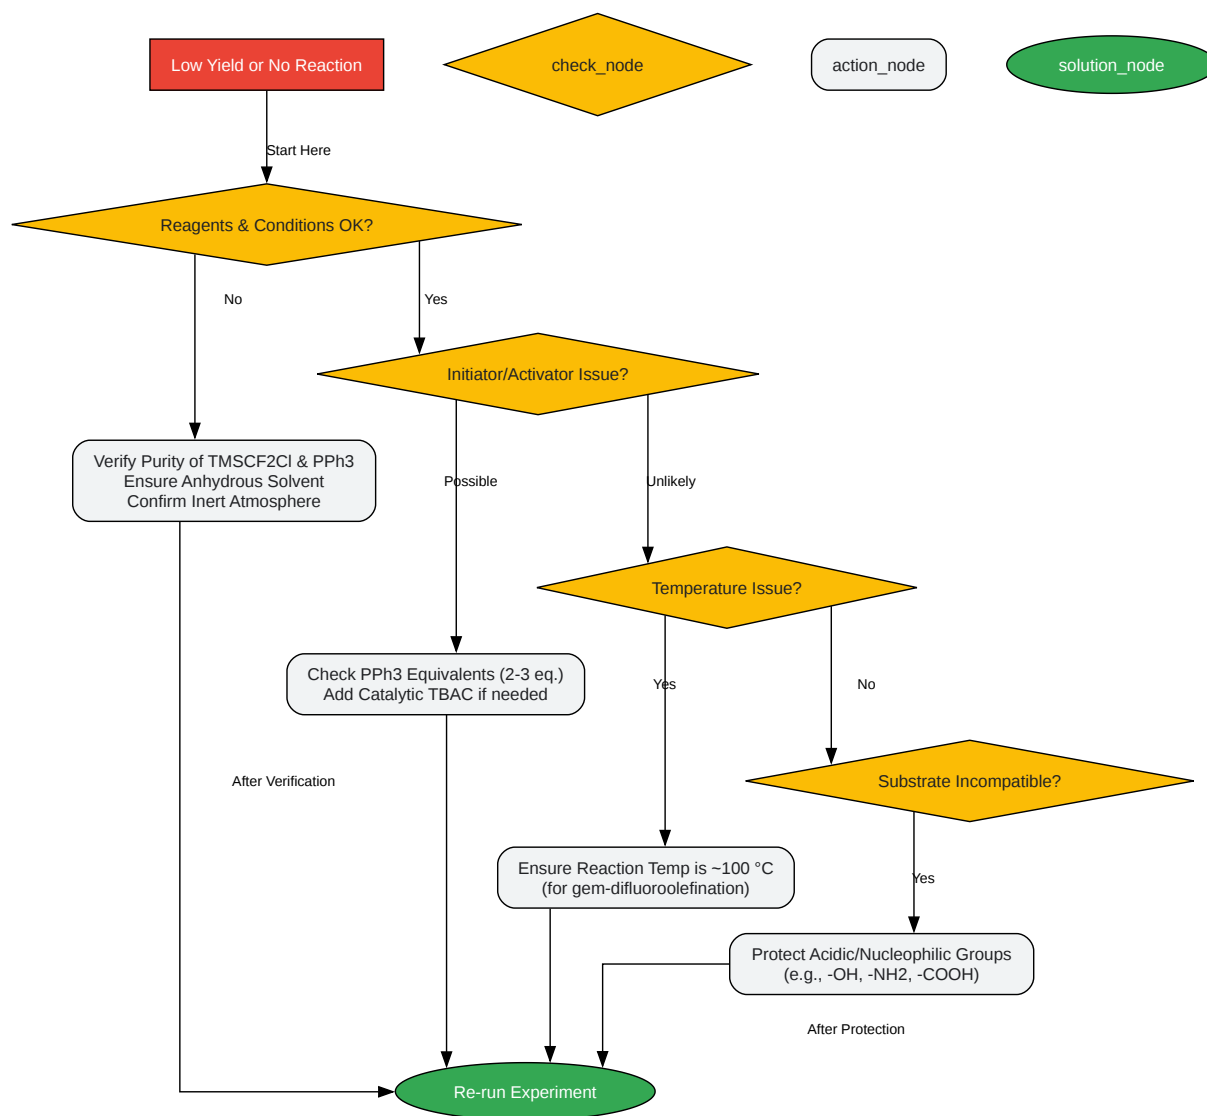 Low Yield or No Reaction
check_node
action_node
solution_node
Start Here
Reagents & Conditions OK?
No
Yes
Initiator/Activator Issue?
Verify Purity of TMSCF2Cl & PPh3
Ensure Anhydrous Solvent
Confirm Inert Atmosphere
Possible
Unlikely
Temperature Issue?
Check PPh3 Equivalents (2-3 eq.)
Add Catalytic TBAC if needed
Yes
No
After Verification
Substrate Incompatible?
Ensure Reaction Temp is ~100 °C
(for gem-difluoroolefination)
Yes
Protect Acidic/Nucleophilic Groups
(e.g., -OH, -NH2, -COOH)
After Protection
Re-run Experiment